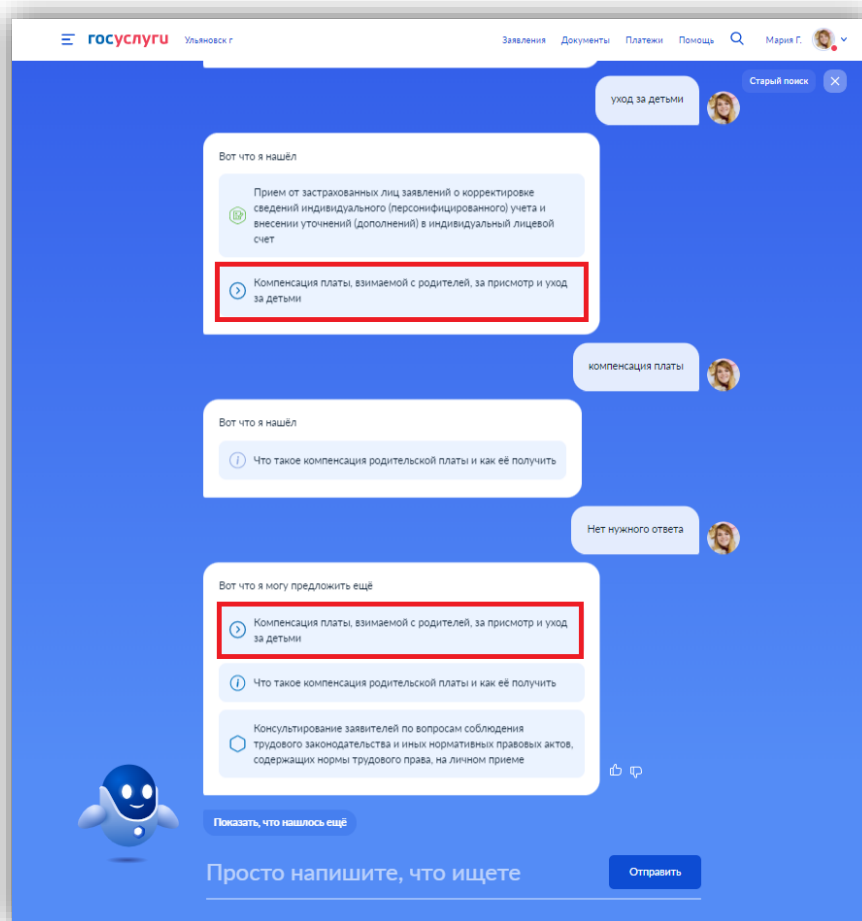 госуслуги Ульяновск г Заявления Документы Платежи Помощь Мария Г.
Старый поиск
уход за детьми
Вот что я нашёл
Прием от застрахованных лиц заявлений о корректировке
сведений индивидуального (персонифицированного) учета и
внесении уточнений (дополнений) в индивидуальный лицевой
счет
Компенсация платы, взимаемой с родителей, за присмотр и уход
за детьми
компенсация платы
Вот что я нашёл
Что такое компенсация родительской платы и как её получить
Нет нужного ответа
Вот что я могу предложить ещё
Компенсация платы, взимаемой с родителей, за присмотр и уход
за детьми
Что такое компенсация родительской платы и как её получить
Консультирование заявителей по вопросам соблюдения
трудового законодательства и иных нормативных правовых актов,
содержащих нормы трудового права, на личном приеме
Показать, что нашлось ещё
Просто напишите, что ищете
Отправить